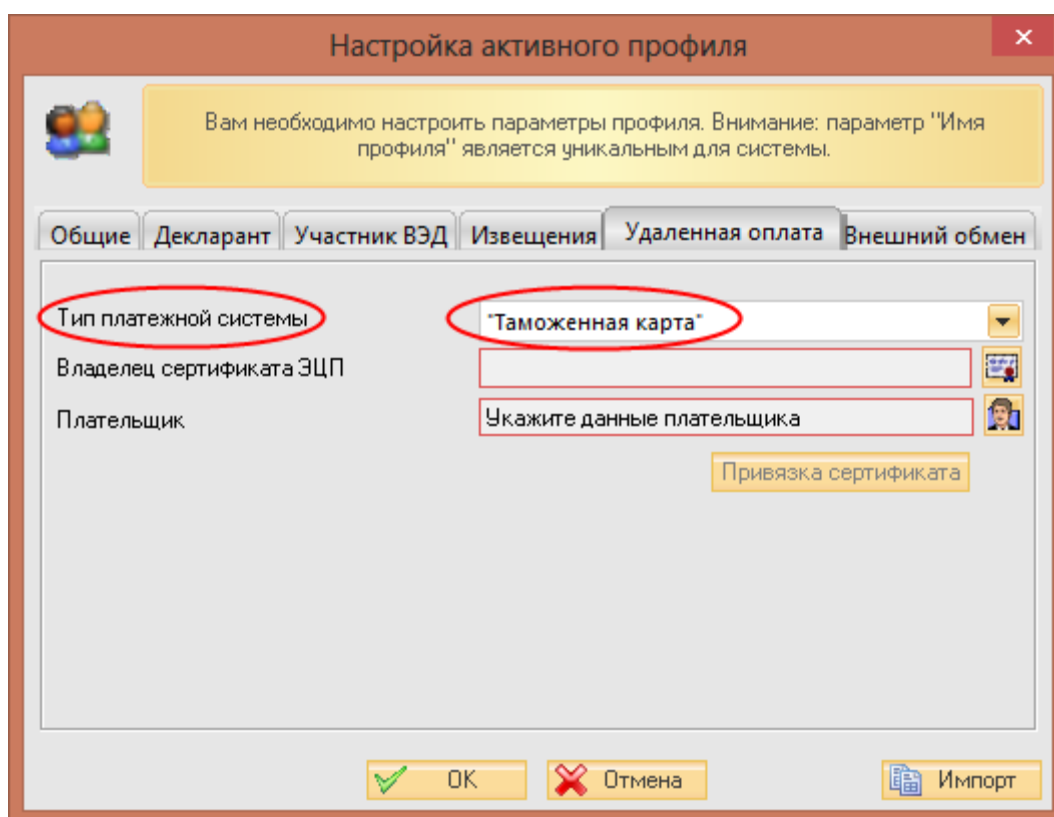 Настройка активного профиля
Вам необходимо настроить параметры профиля. Внимание: параметр "Имя
профиля" является уникальным для системы.
Общие Декларант Участник ВЭД Извещения Удаленная оплата Внешний обмен
Тип платежной системы "Таможенная карта"
Владелец сертификата ЭЦП
Плательщик Укажите данные плательщика
Привязка сертификата
OK Отмена Импорт